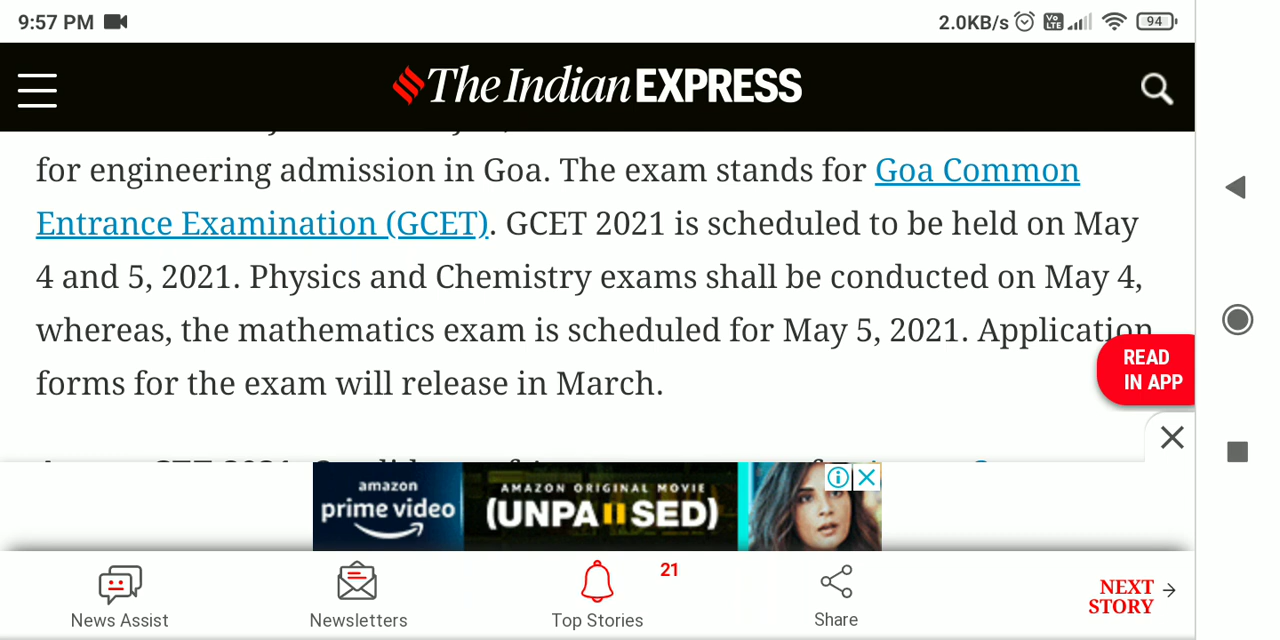 9:57 PM
2.0KB/s
Vo LTE
94
The Indian EXPRESS
for engineering admission in Goa. The exam stands for Goa Common
Entrance Examination (GCET). GCET 2021 is scheduled to be held on May
4 and 5, 2021. Physics and Chemistry exams shall be conducted on May 4,
whereas, the mathematics exam is scheduled for May 5, 2021. Application
forms for the exam will release in March.
READ
IN APP
amazon
prime video
AMAZON ORIGINAL MOVIE
(UNPAUSED)
21
News Assist
Newsletters
Top Stories
Share
NEXT
STORY